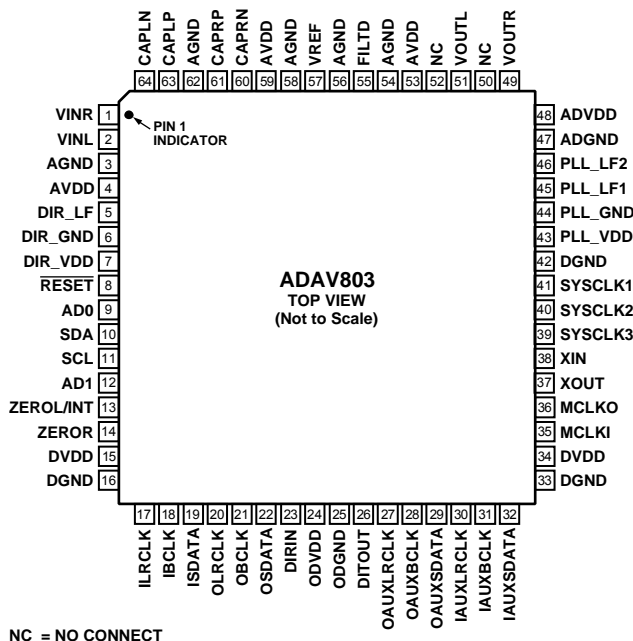 CAPLN
CAPLP
AGND
CAPRP
CAPRN
AVDD
AGND
VREF
AGND
FILTD
AGND
AVDD
NC
VOUTL
NC
VOUTR
64 63 62 61 60 59 58 57 56 55 54 53 52 51 50 49
VINR 1
VINL 2
AGND 3
AVDD 4
DIR_LF 5
DIR_GND 6
DIR_VDD 7
RESET 8
AD0 9
SDA 10
SCL 11
AD1 12
ZEROL/INT 13
ZEROR 14
DVDD 15
DGND 16
PIN 1
INDICATOR
ADAV803
TOP VIEW
(Not to Scale)
48 ADVDD
47 ADGND
46 PLL_LF2
45 PLL_LF1
44 PLL_GND
43 PLL_VDD
42 DGND
41 SYSCLK1
40 SYSCLK2
39 SYSCLK3
38 XIN
37 XOUT
36 MCLKO
35 MCLKI
34 DVDD
33 DGND
17 18 19 20 21 22 23 24 25 26 27 28 29 30 31 32
ILRCLK
IBCLK
ISDATA
OLRCLK
OBCLK
OSDATA
DIRIN
ODVDD
ODGND
DITOUT
OAUXLRCLK
OAUXBCLK
OAUXSDATA
IAUXLRCLK
IAUXBCLK
IAUXSDATA
NC = NO CONNECT